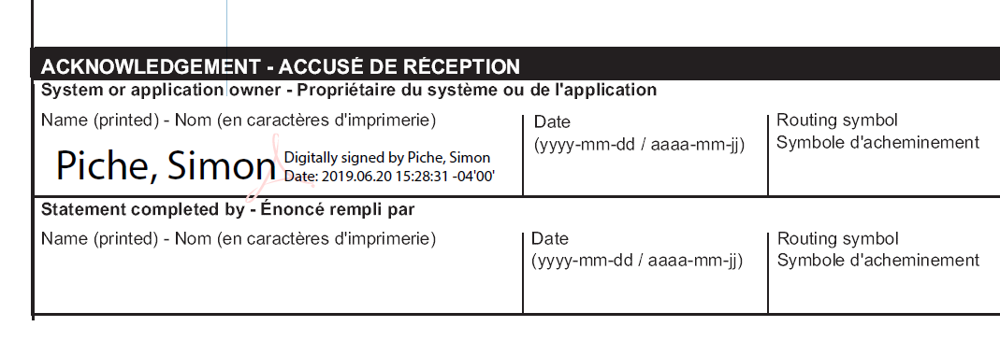 ACKNOWLEDGEMENT - ACCUSÉ DE RÉCEPTION
System or application owner - Propriétaire du système ou de l'application
Name (printed) - Nom (en caractères d'imprimerie)
Date
(yyyy-mm-dd / aaaa-mm-jj)
Routing symbol
Symbole d'acheminement
Piche, Simon
Digitally signed by Piche, Simon
Date: 2019.06.20 15:28:31 -04'00'
Statement completed by - Énoncé rempli par
Name (printed) - Nom (en caractères d'imprimerie)
Date
(yyyy-mm-dd / aaaa-mm-jj)
Routing symbol
Symbole d'acheminement